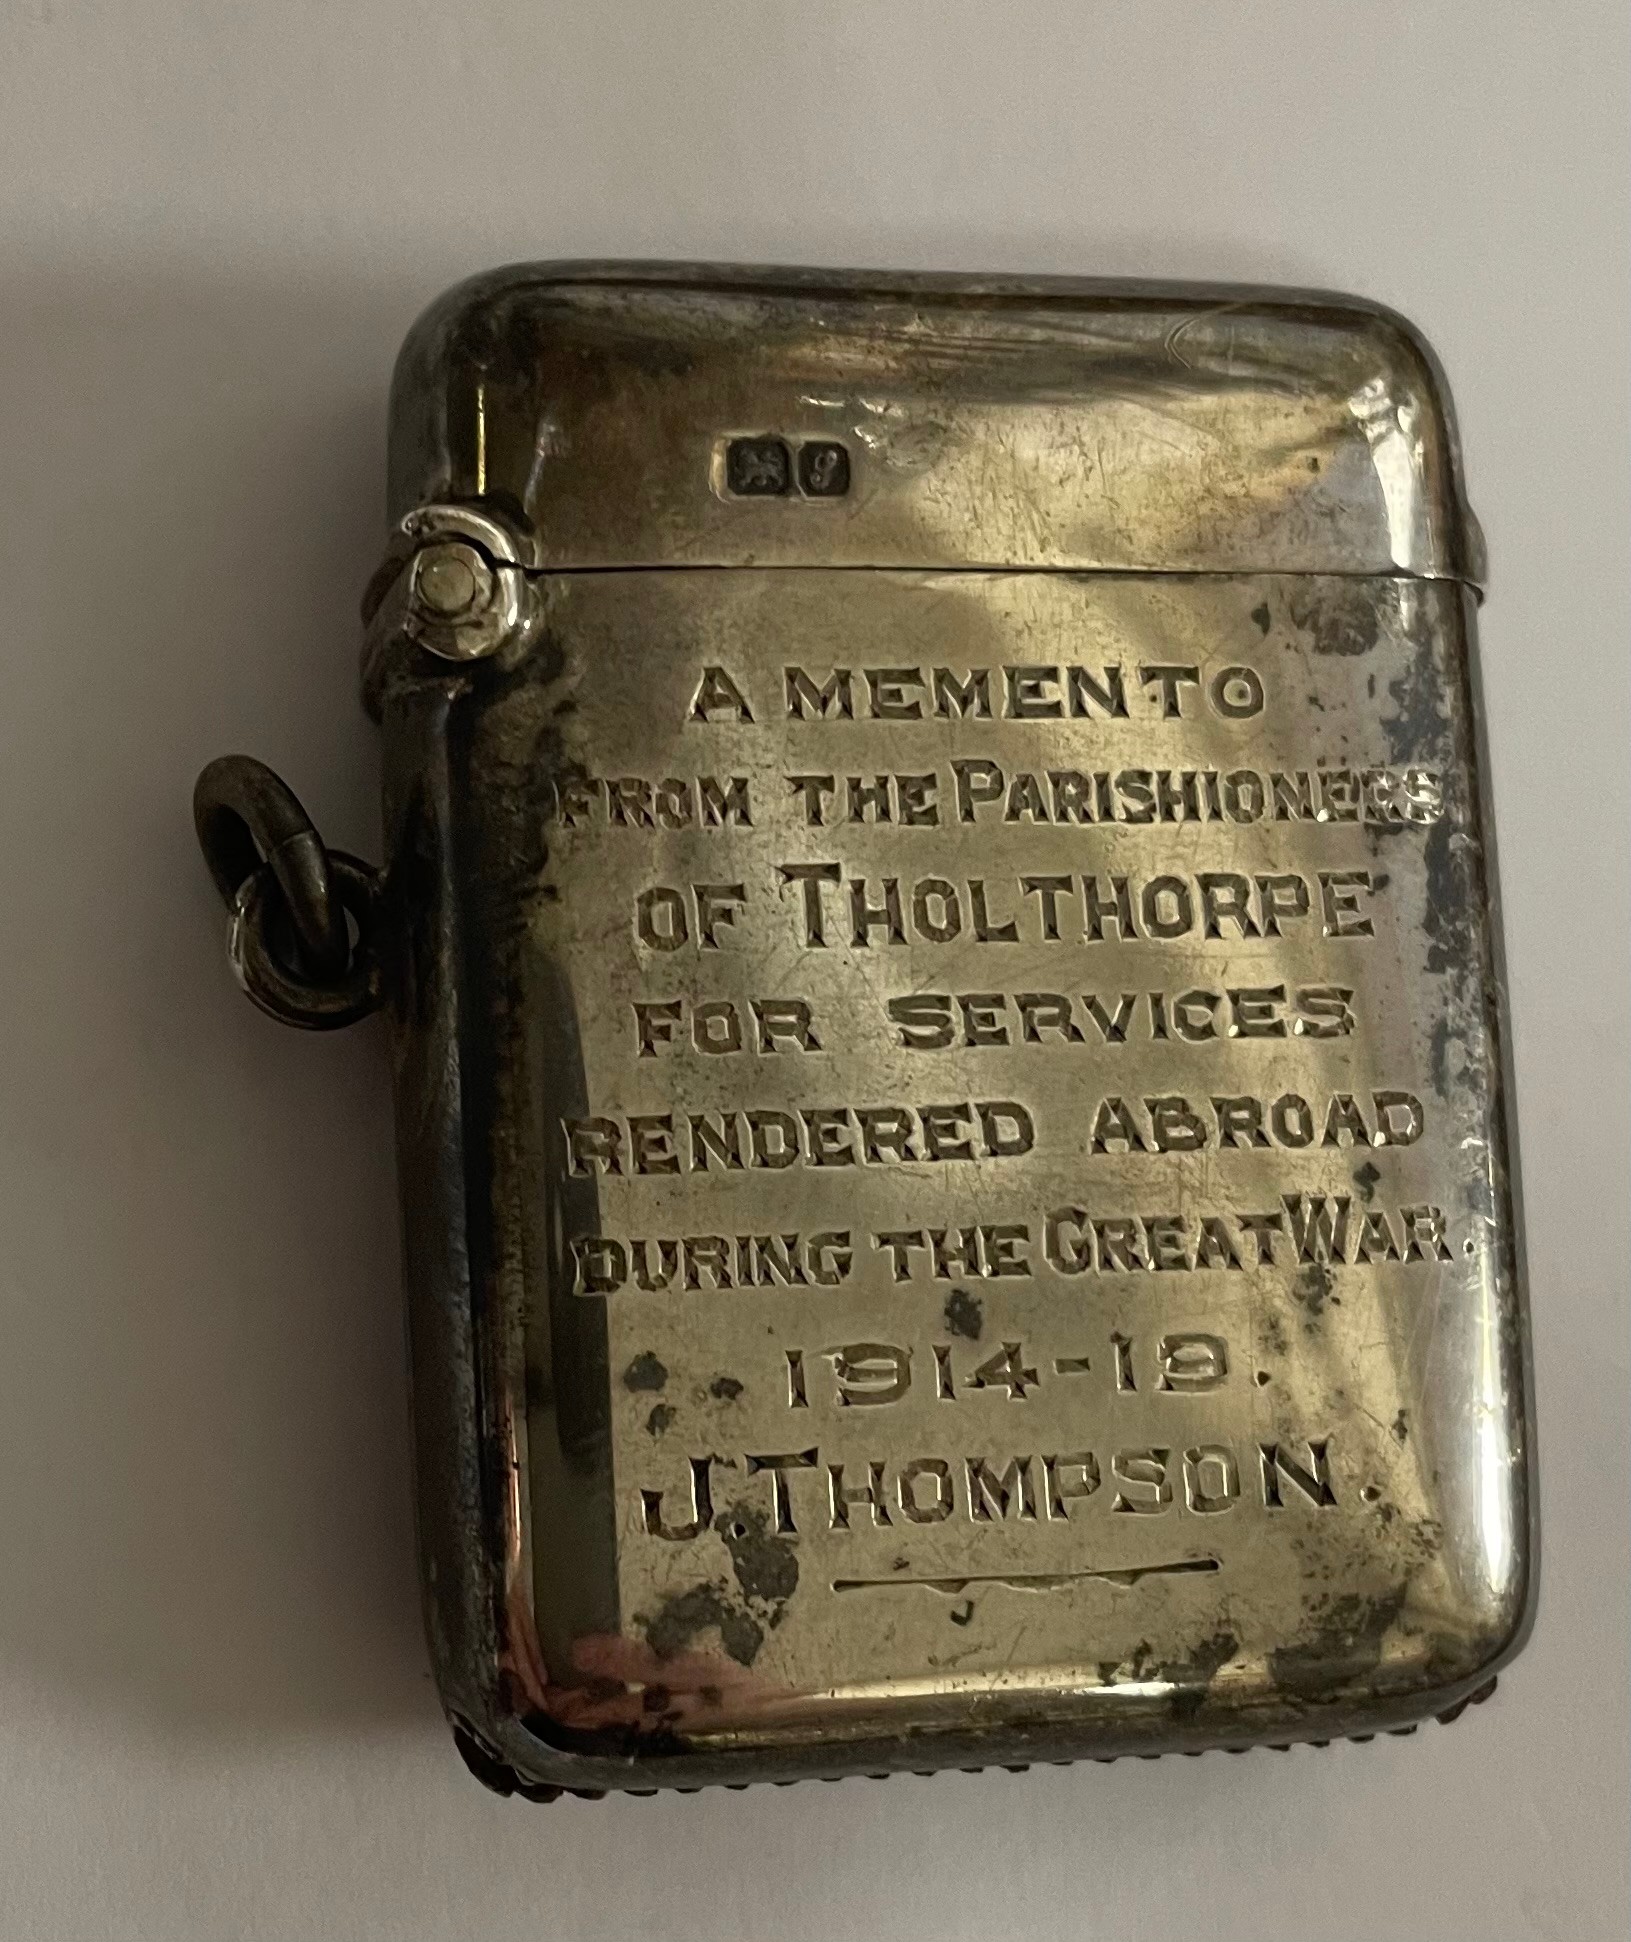 A MEMENTO
FROM THE PARISHIONERS
OF THOLTHORPE
FOR SERVICES
RENDERED ABROAD
DURING THE GREAT WAR.
1914-19.
J. THOMPSON.